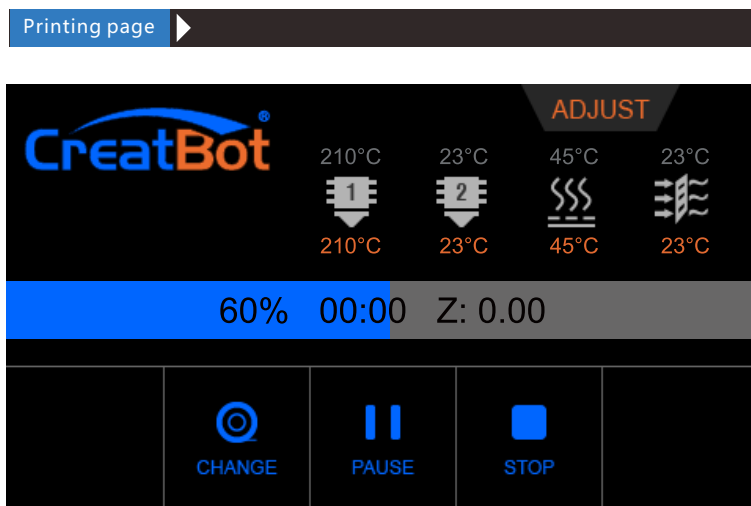 Printing page
ADJUST
CreatBot®
210°C 23°C 45°C 23°C
1 2
210°C 23°C 45°C 23°C
60% 00:00 Z: 0.00
CHANGE PAUSE STOP